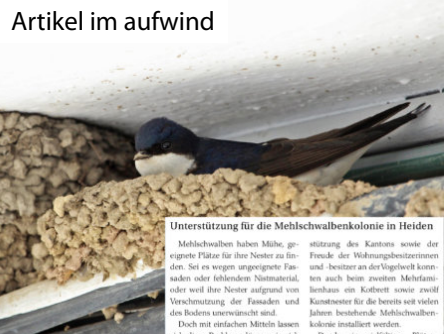 Artikel im aufwind
Unterstützung für die Mehlschwalbenkolonie in Heiden
Mehlschwalben haben Mühe, ge-
eignete Plätze für ihre Nester zu fin-
den. Sei es wegen ungeeignete Fas-
saden oder fehlendem Nistmaterial,
oder weil ihre Nester aufgrund von
Verschmutzung der Fassaden und
des Bodens unerwünscht sind.
Doch mit einfachen Mitteln lassen
stützung des Kantons sowie der
Freude der Wohnungsbesitzerinnen
und -besitzer an der Vogelwelt konn-
ten auch beim zweiten Mehrfami-
lienhaus ein Kotbrett sowie zwölf
Kunstnester für die bereits seit vielen
Jahren bestehende Mehlschwalben-
kolonie installiert werden.